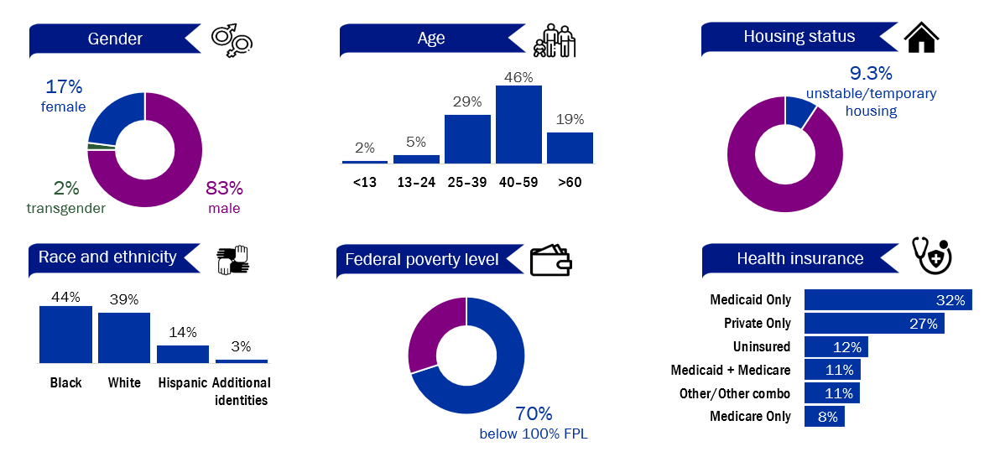 Gender
17%
female
2%
transgender
83%
male
Age
2%
5%
29%
46%
19%
<13
13–24
25–39
40–59
>60
Housing status
9.3%
unstable/temporary
housing
Race and ethnicity
44%
39%
14%
3%
Black
White
Hispanic
Additional
identities
Federal poverty level
70%
below 100% FPL
Health insurance
Medicaid Only 32%
Private Only 27%
Uninsured 12%
Medicaid + Medicare 11%
Other/Other combo 11%
Medicare Only 8%